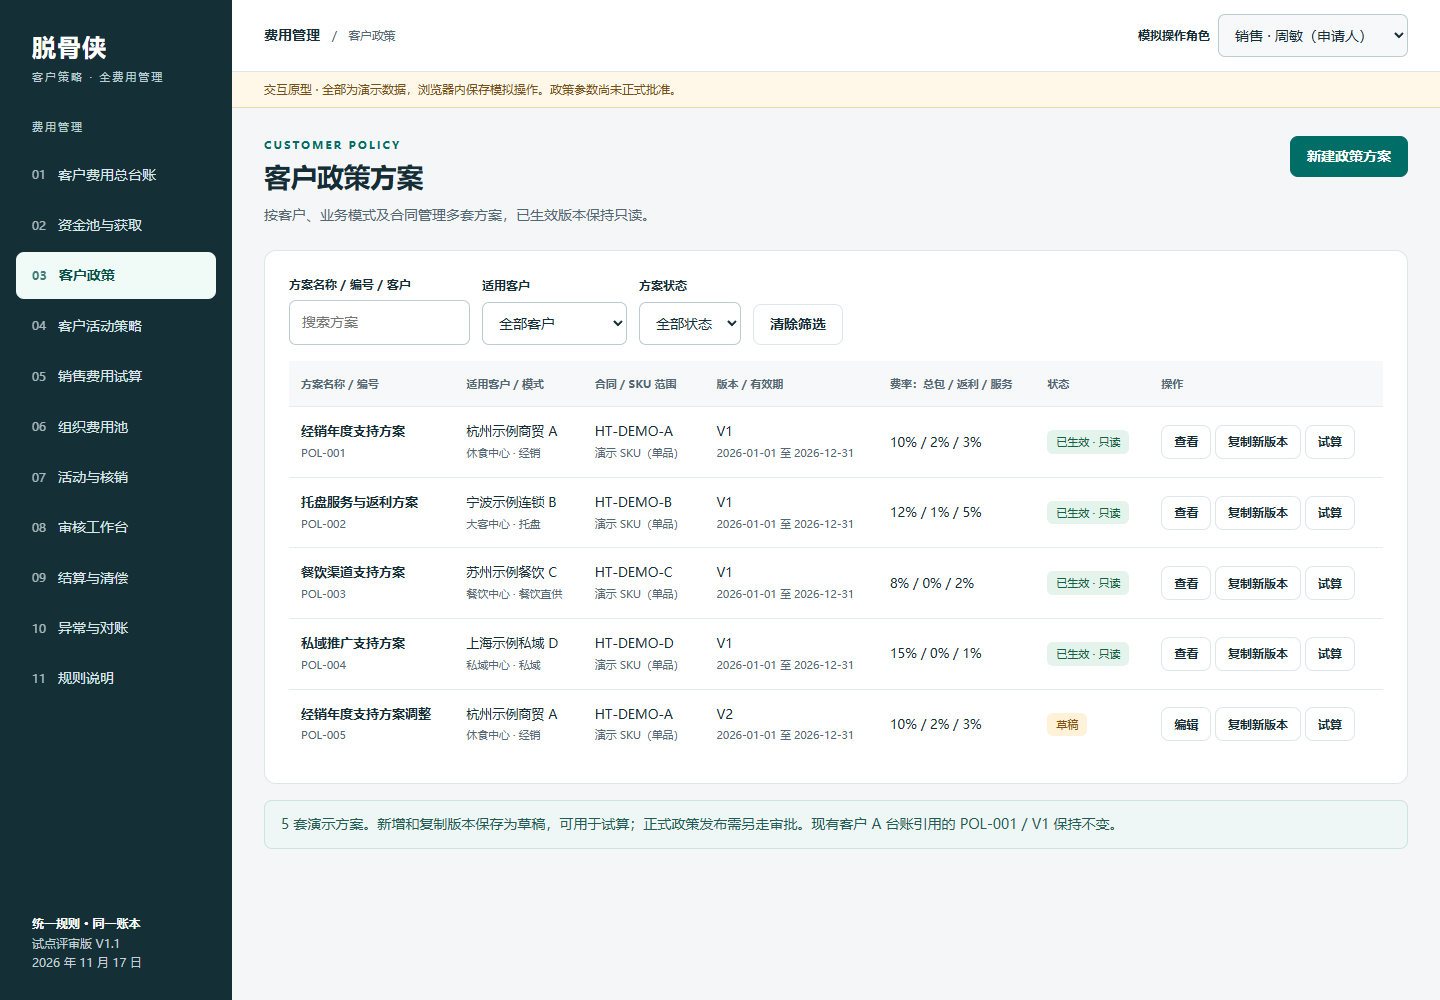 脱骨侠
客户策略 · 全费用管理
费用管理
01 客户费用总台账
02 资金池与获取
03 客户政策
04 客户活动策略
05 销售费用试算
06 组织费用池
07 活动与核销
08 审核工作台
09 结算与清偿
10 异常与对账
11 规则说明
统一规则 · 同一账本
试点评审版 V1.1
2026 年 11 月 17 日
费用管理 / 客户政策
模拟操作角色 销售 · 周敏（申请人）
交互原型 · 全部为演示数据，浏览器内保存模拟操作。政策参数尚未正式批准。
CUSTOMER POLICY
客户政策方案
新建政策方案
按客户、业务模式及合同管理多套方案，已生效版本保持只读。
方案名称 / 编号 / 客户 适用客户 方案状态
搜索方案 全部客户 全部状态 清除筛选
方案名称 / 编号 适用客户 / 模式 合同 / SKU 范围 版本 / 有效期 费率：总包 / 返利 / 服务 状态 操作
经销年度支持方案 杭州示例商贸 A HT-DEMO-A V1 10% / 2% / 3% 已生效 · 只读 查看 复制新版本 试算
POL-001 休食中心 · 经销 演示 SKU（单品） 2026-01-01 至 2026-12-31
托盘服务与返利方案 宁波示例连锁 B HT-DEMO-B V1 12% / 1% / 5% 已生效 · 只读 查看 复制新版本 试算
POL-002 大客中心 · 托盘 演示 SKU（单品） 2026-01-01 至 2026-12-31
餐饮渠道支持方案 苏州示例餐饮 C HT-DEMO-C V1 8% / 0% / 2% 已生效 · 只读 查看 复制新版本 试算
POL-003 餐饮中心 · 餐饮直供 演示 SKU（单品） 2026-01-01 至 2026-12-31
私域推广支持方案 上海示例私域 D HT-DEMO-D V1 15% / 0% / 1% 已生效 · 只读 查看 复制新版本 试算
POL-004 私域中心 · 私域 演示 SKU（单品） 2026-01-01 至 2026-12-31
经销年度支持方案调整 杭州示例商贸 A HT-DEMO-A V2 10% / 2% / 3% 草稿 编辑 复制新版本 试算
POL-005 休食中心 · 经销 演示 SKU（单品） 2026-01-01 至 2026-12-31
5 套演示方案。新增和复制版本保存为草稿，可用于试算；正式政策发布需另走审批。现有客户 A 台账引用的 POL-001 / V1 保持不变。